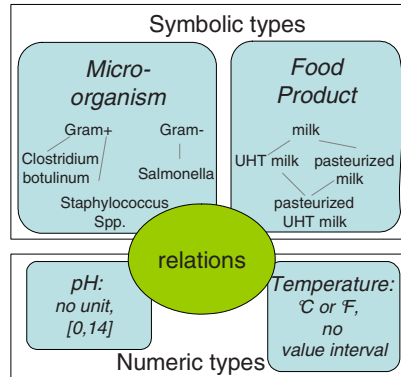 Symbolic types
Micro-
organism
Gram+ Gram-
Clostridium
botulinum
Salmonella
Staphylococcus
Spp.
Food
Product
milk
UHT milk pasteurized
milk
pasteurized
UHT milk
relations
pH:
no unit,
[0,14]
Temperature:
°C or °F,
no
value interval
Numeric types